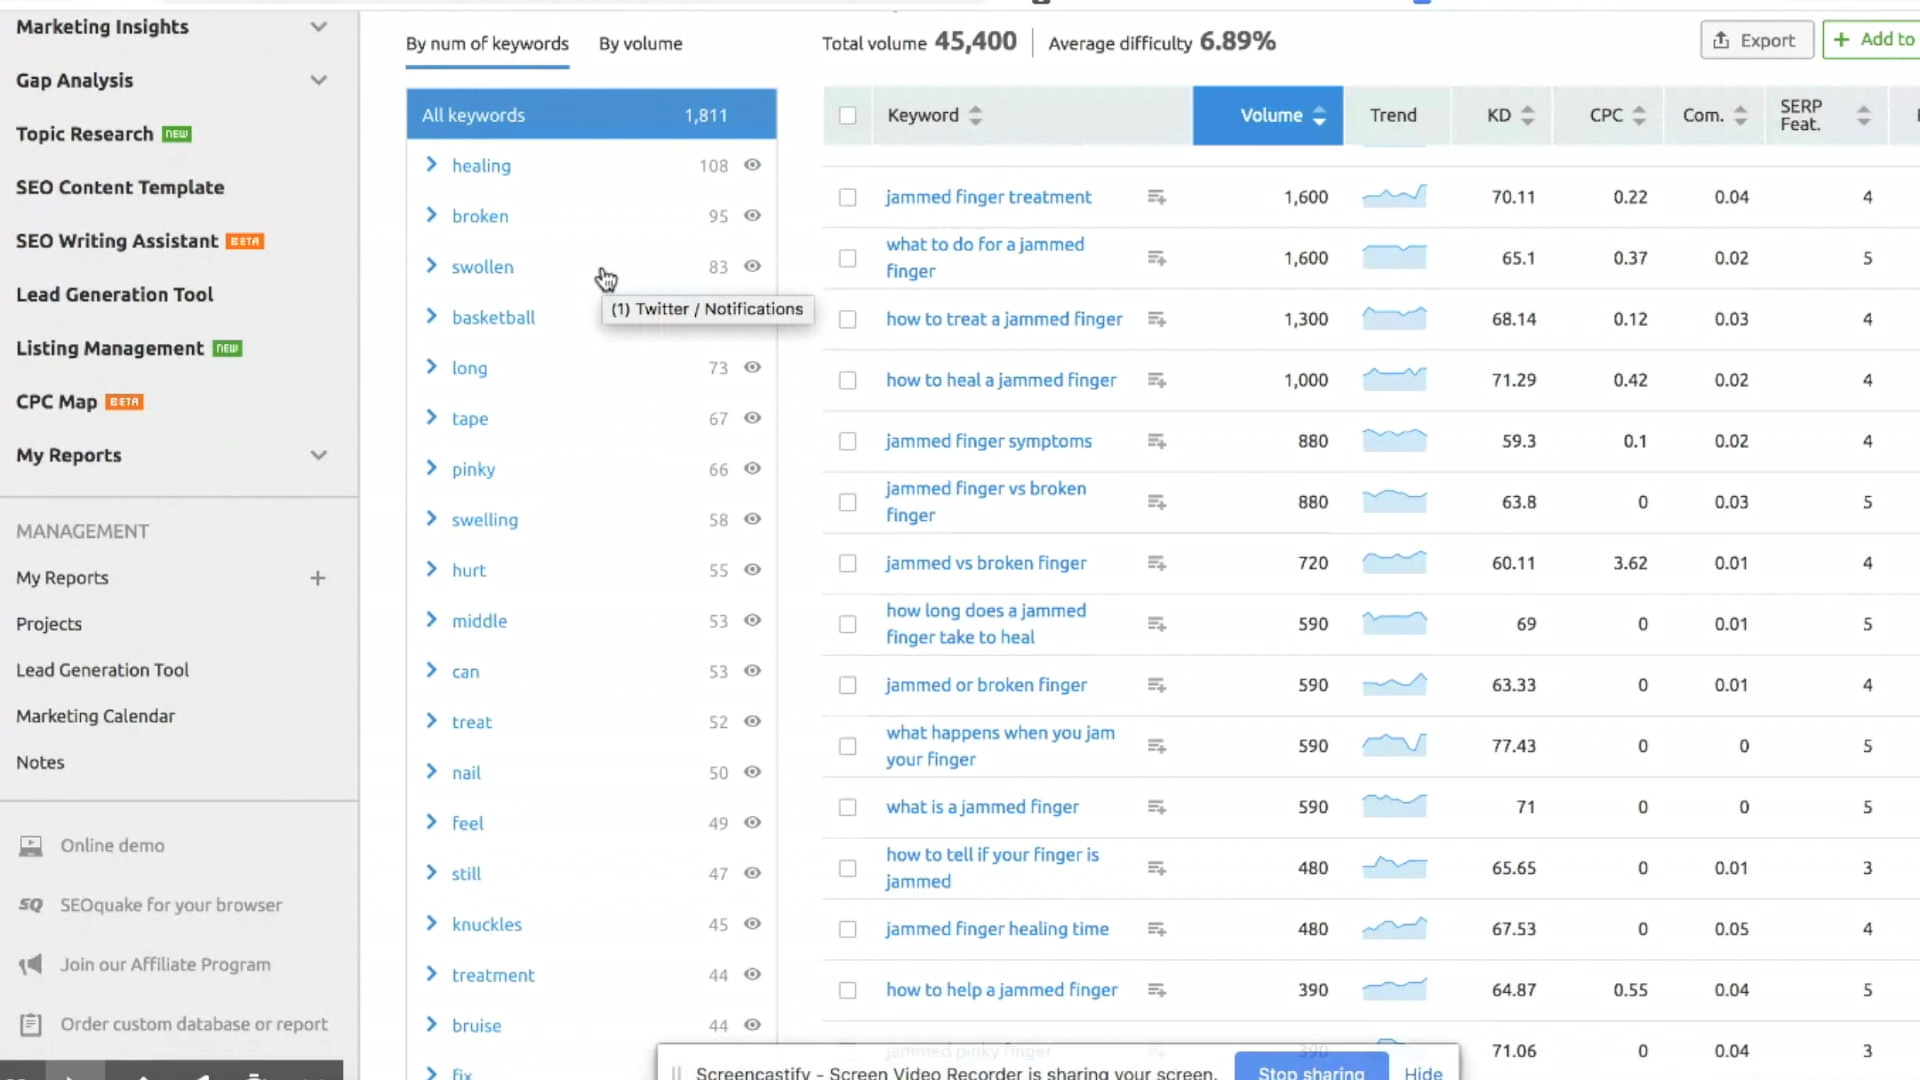 Marketing Insights
Gap Analysis
Topic Research NEW
SEO Content Template
SEO Writing Assistant BETA
Lead Generation Tool
Listing Management NEW
CPC Map BETA
My Reports
MANAGEMENT
My Reports +
Projects
Lead Generation Tool
Marketing Calendar
Notes
Online demo
SQ SEOquake for your browser
Join our Affiliate Program
Order custom database or report
By num of keywords By volume
All keywords 1,811
healing 108
broken 95
swollen 83
basketball
long 73
tape 67
pinky 66
swelling 58
hurt 55
middle 53
can 53
treat 52
nail 50
feel 49
still 47
knuckles 45
treatment 44
bruise 44
fix
(1) Twitter / Notifications
Total volume 45,400 Average difficulty 6.89%
Export
+ Add to
Keyword Volume Trend KD CPC Com. SERP
Feat.
jammed finger treatment 1,600 70.11 0.22 0.04 4
what to do for a jammed
finger 1,600 65.1 0.37 0.02 5
how to treat a jammed finger 1,300 68.14 0.12 0.03 4
how to heal a jammed finger 1,000 71.29 0.42 0.02 4
jammed finger symptoms 880 59.3 0.1 0.02 4
jammed finger vs broken
finger 880 63.8 0 0.03 5
jammed vs broken finger 720 60.11 3.62 0.01 4
how long does a jammed
finger take to heal 590 69 0 0.01 5
jammed or broken finger 590 63.33 0 0.01 4
what happens when you jam
your finger 590 77.43 0 0 5
what is a jammed finger 590 71 0 0 5
how to tell if your finger is
jammed 480 65.65 0 0.01 3
jammed finger healing time 480 67.53 0 0.05 4
how to help a jammed finger 390 64.87 0.55 0.04 5
jammed pinky finger 390 71.06 0 0.04 3
Screencastify - Screen Video Recorder is sharing your screen. Stop sharing Hide